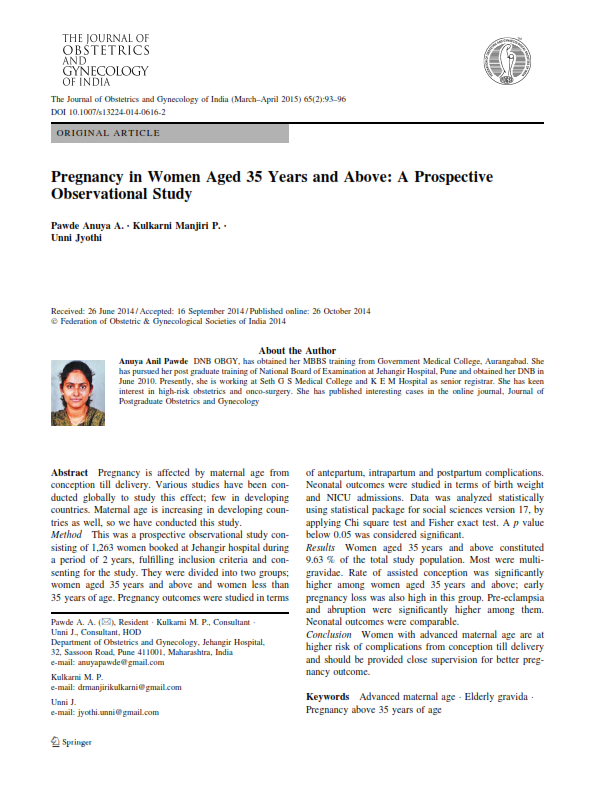 THE JOURNAL OF
OBSTETRICS
AND
GYNECOLOGY
OF INDIA
The Journal of Obstetrics and Gynecology of India (March–April 2015) 65(2):93–96
DOI 10.1007/s13224-014-0616-2
ORIGINAL ARTICLE
Pregnancy in Women Aged 35 Years and Above: A Prospective
Observational Study
Pawde Anuya A. · Kulkarni Manjiri P. ·
Unni Jyothi
Received: 26 June 2014 / Accepted: 16 September 2014 / Published online: 26 October 2014
© Federation of Obstetric & Gynecological Societies of India 2014
About the Author
Anuya Anil Pawde DNB OBGY, has obtained her MBBS training from Government Medical College, Aurangabad. She
has pursued her post graduate training of National Board of Examination at Jehangir Hospital, Pune and obtained her DNB in
June 2010. Presently, she is working at Seth G S Medical College and K E M Hospital as senior registrar. She has keen
interest in high-risk obstetrics and onco-surgery. She has published interesting cases in the online journal, Journal of
Postgraduate Obstetrics and Gynecology
Abstract Pregnancy is affected by maternal age from
conception till delivery. Various studies have been con-
ducted globally to study this effect; few in developing
countries. Maternal age is increasing in developing coun-
tries as well, so we have conducted this study.
Method This was a prospective observational study con-
sisting of 1,263 women booked at Jehangir hospital during
a period of 2 years, fulfilling inclusion criteria and con-
senting for the study. They were divided into two groups;
women aged 35 years and above and women less than
35 years of age. Pregnancy outcomes were studied in terms
of antepartum, intrapartum and postpartum complications.
Neonatal outcomes were studied in terms of birth weight
and NICU admissions. Data was analyzed statistically
using statistical package for social sciences version 17, by
applying Chi square test and Fisher exact test. A p value
below 0.05 was considered significant.
Results Women aged 35 years and above constituted
9.63 % of the total study population. Most were multi-
gravidae. Rate of assisted conception was significantly
higher among women aged 35 years and above; early
pregnancy loss was also high in this group. Pre-eclampsia
and abruption were significantly higher among them.
Neonatal outcomes were comparable.
Conclusion Women with advanced maternal age are at
higher risk of complications from conception till delivery
and should be provided close supervision for better preg-
nancy outcome.
Keywords Advanced maternal age · Elderly gravida ·
Pregnancy above 35 years of age
Pawde A. A. (✉), Resident · Kulkarni M. P., Consultant ·
Unni J., Consultant, HOD
Department of Obstetrics and Gynecology, Jehangir Hospital,
32, Sassoon Road, Pune 411001, Maharashtra, India
e-mail: anuyapawde@gmail.com
Kulkarni M. P.
e-mail: drmanjirikulkarni@gmail.com
Unni J.
e-mail: jyothi.unni@gmail.com
Springer